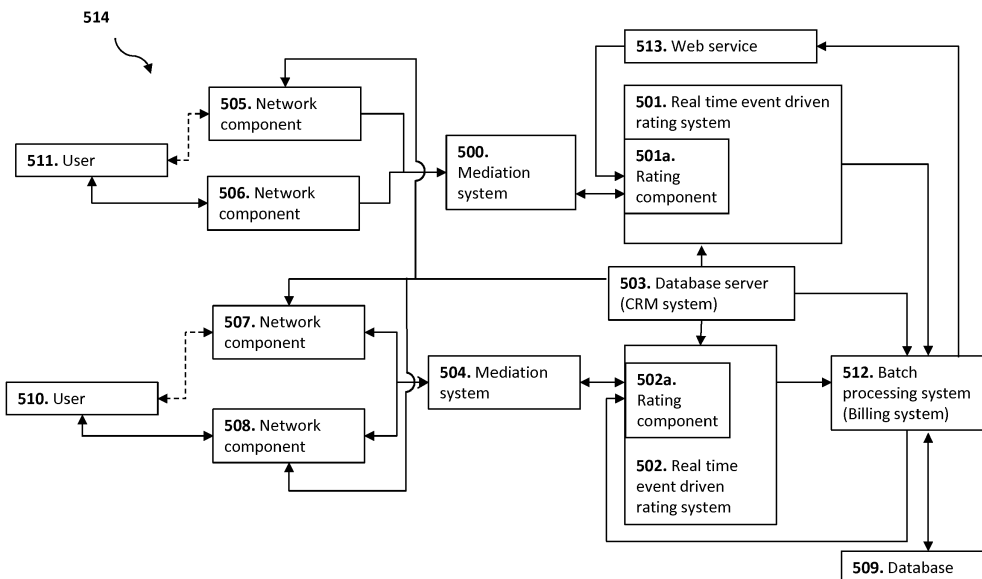 514
513. Web service
505. Network
component
501. Real time event driven
rating system
511. User
500.
Mediation
system
501a.
Rating
component
506. Network
component
503. Database server
(CRM system)
507. Network
component
504. Mediation
system
502a.
Rating
component
512. Batch
processing system
(Billing system)
510. User
508. Network
component
502. Real time
event driven
rating system
509. Database